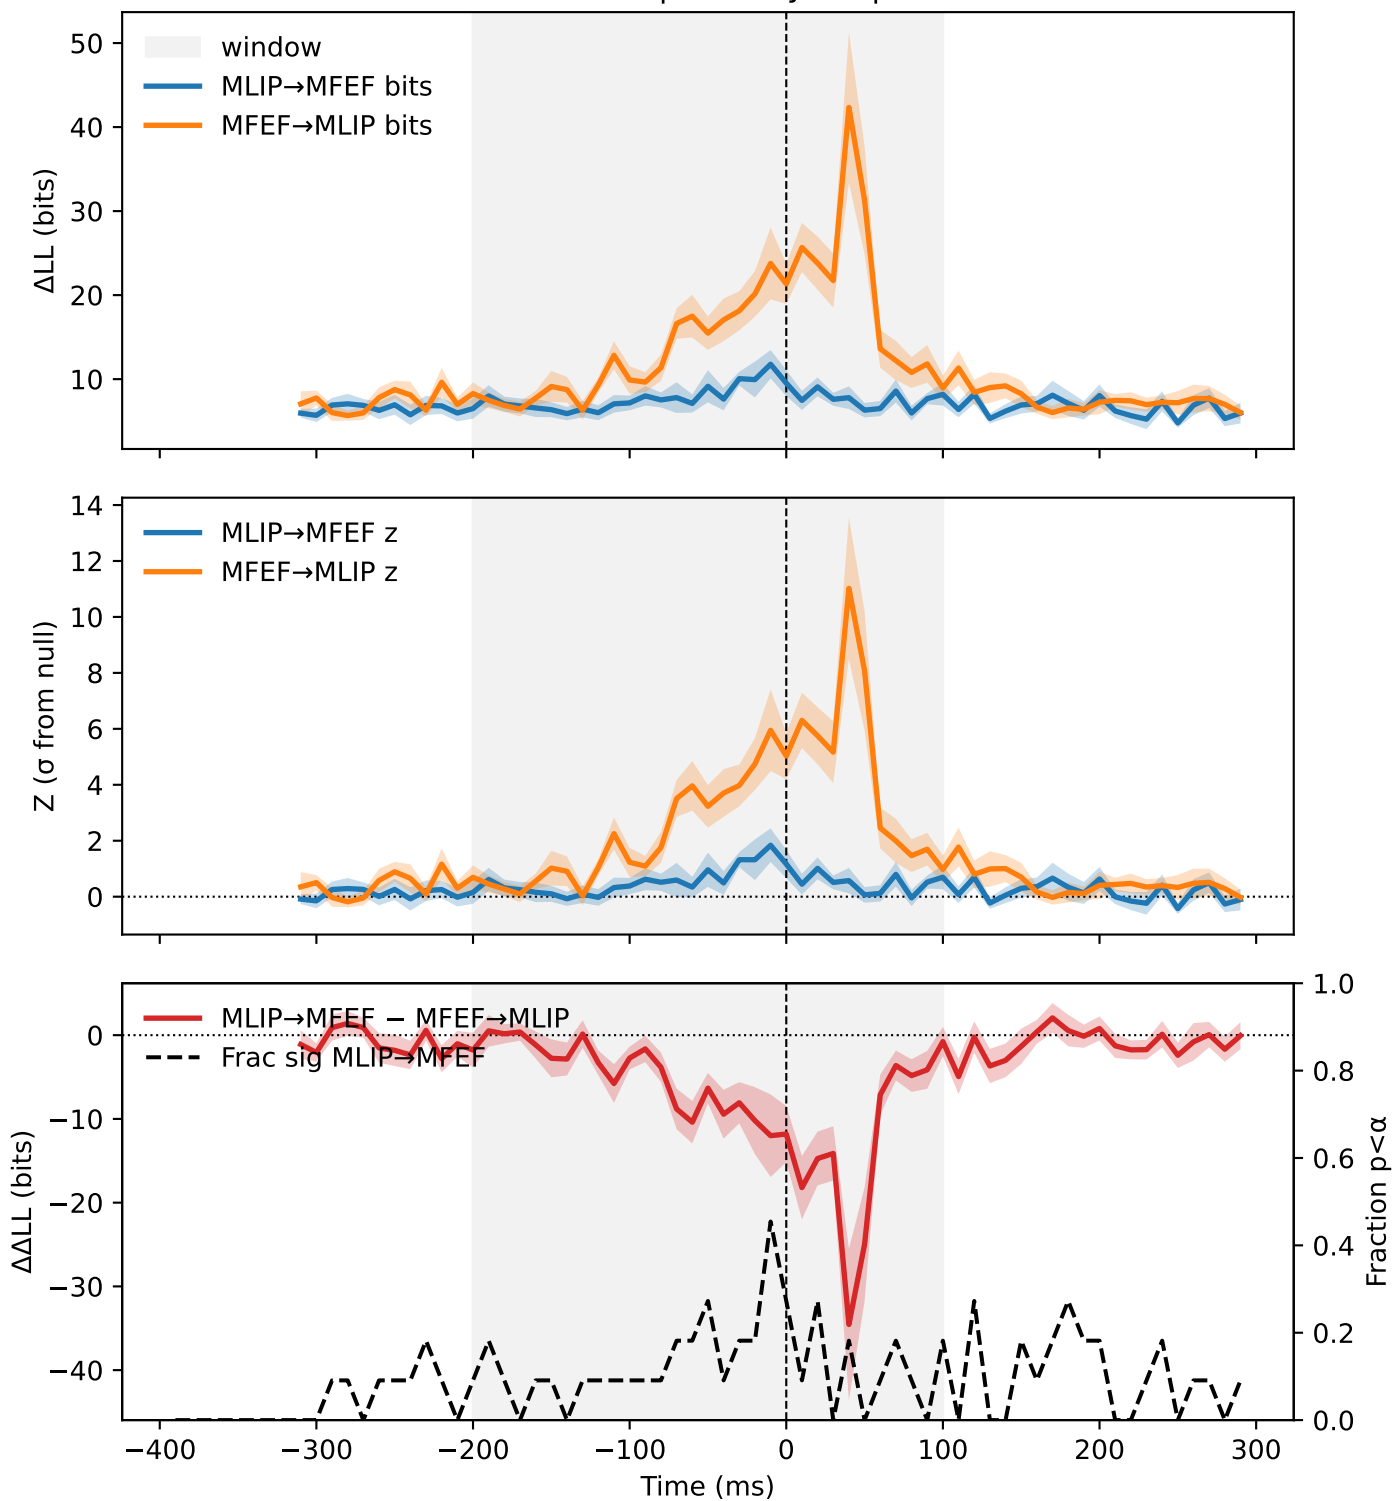 50
40
30
20
10
ΔLL (bits)
window
MLIP→MFEF bits
MFEF→MLIP bits
14
12
10
8
6
4
2
0
Z (σ from null)
MLIP→MFEF z
MFEF→MLIP z
0
−10
−20
−30
−40
ΔΔLL (bits)
MLIP→MFEF − MFEF→MLIP
Frac sig MLIP→MFEF
1.0
0.8
0.6
0.4
0.2
0.0
Fraction p<α
−400 −300 −200 −100 0 100 200 300
Time (ms)